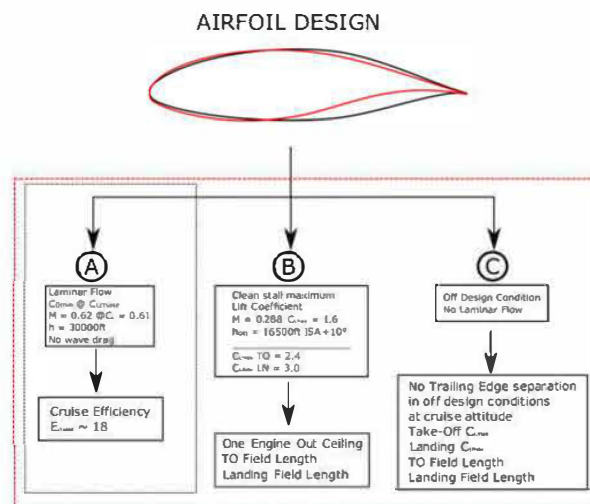 AIRFOIL DESIGN
A
Laminar Flow
M = 0.62 @C = 0.61
h = 30000ft
No wave drag
Cruise Efficiency
~ 18
B
Clean stall maximum
Lift Coefficient
M = 0.288 = 1.6
= 16500ft ISA+10°
TO = 2.4
LN = 3.0
One Engine Out Ceiling
TO Field Length
Landing Field Length
C
Off Design Condition
No Laminar Flow
No Trailing Edge separation
in off design conditions
at cruise attitude
Take-Off
Landing
TO Field Length
Landing Field Length